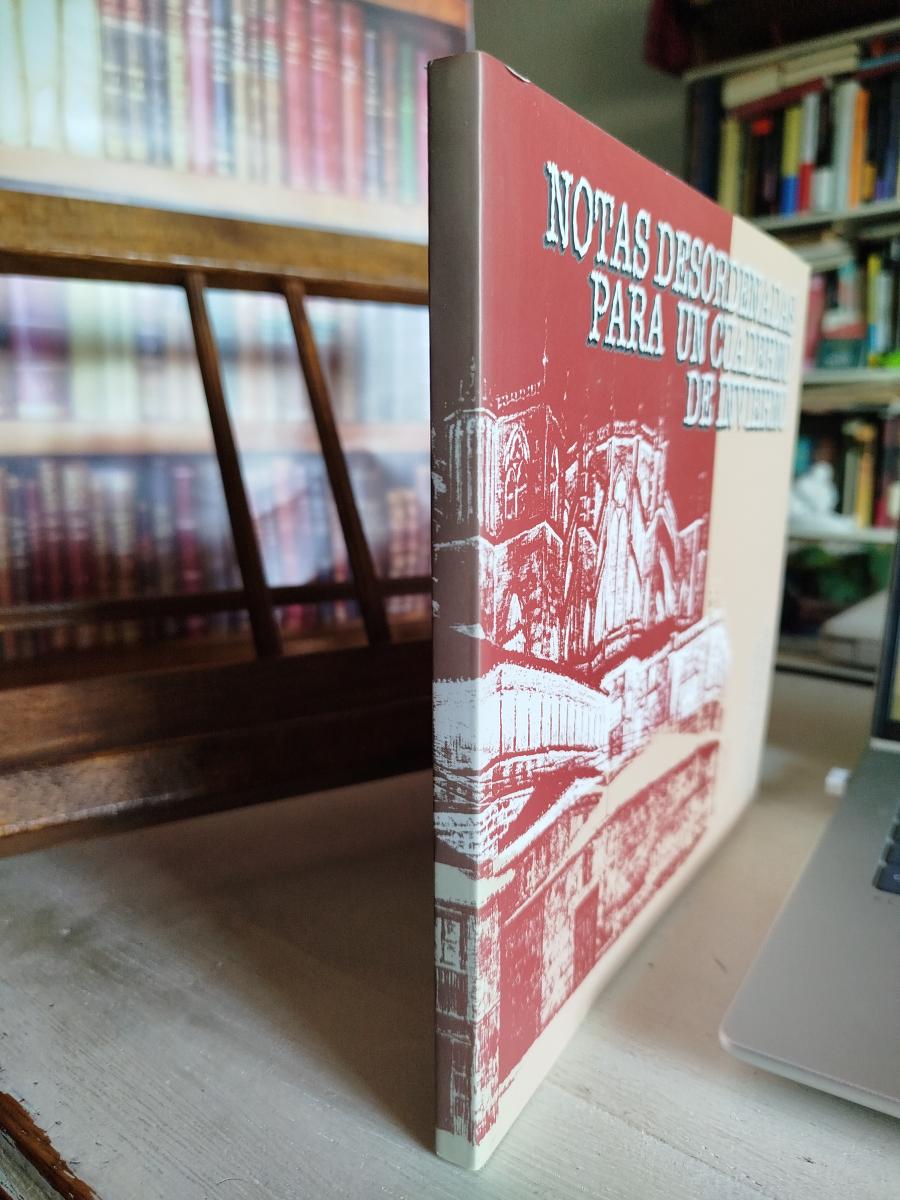 NOTAS DESORDENADAS
PARA UN CUADERNO
DE INVIERNO